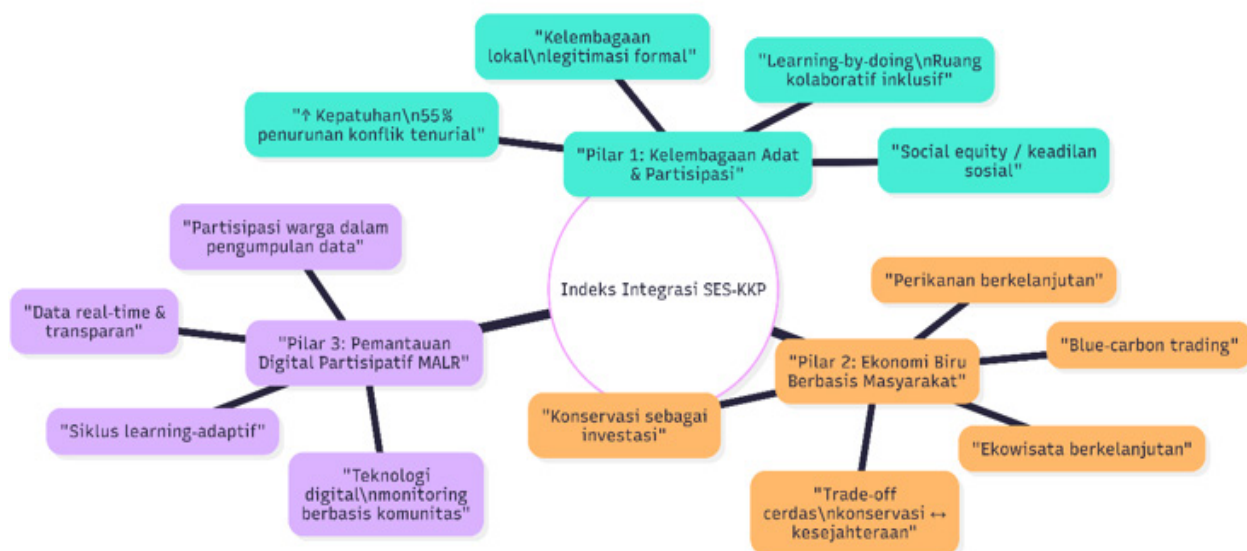 "Kelembagaan
lokal\nlegitimasi formal"
"Learning-by-doing\nRuang
kolaboratif inklusif"
"↑ Kepatuhan\n55%
penurunan konflik tenurial"
"Pilar 1: Kelembagaan Adat
& Partisipasi"
"Social equity / keadilan
sosial"
"Partisipasi warga dalam
pengumpulan data"
Indeks Integrasi SES-KKP
"Perikanan berkelanjutan"
"Data real-time &
transparan"
"Pilar 3: Pemantauan
Digital Partisipatif MALR"
"Pilar 2: Ekonomi Biru
Berbasis Masyarakat"
"Blue-carbon trading"
"Siklus learning-adaptif"
"Konservasi sebagai
investasi"
"Ekowisata berkelanjutan"
"Teknologi
digital\nmonitoring
berbasis komunitas"
"Trade-off
cerdas\nkonservasi ↔
kesejahteraan"